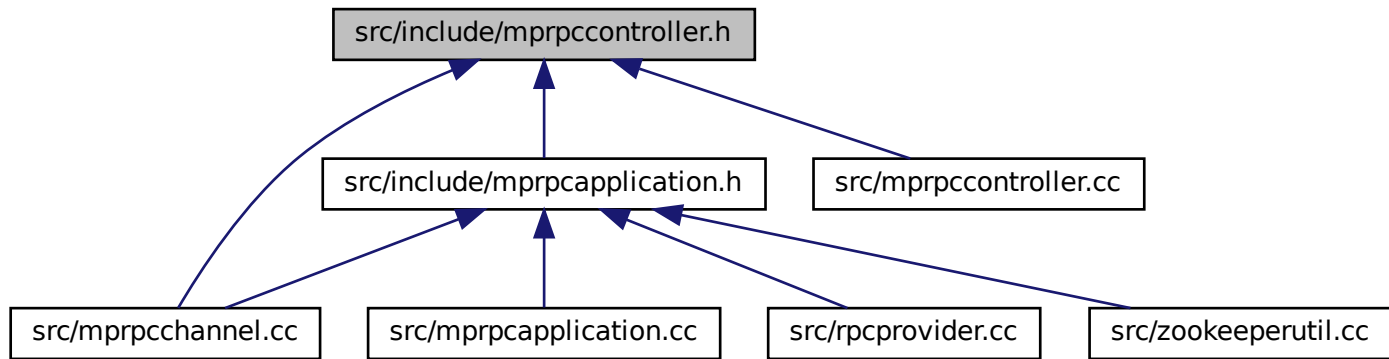 src/include/mprpccontroller.h
src/include/mprpcapplication.h
src/mprpccontroller.cc
src/mprpcchannel.cc
src/mprpcapplication.cc
src/rpcprovider.cc
src/zookeeperutil.cc